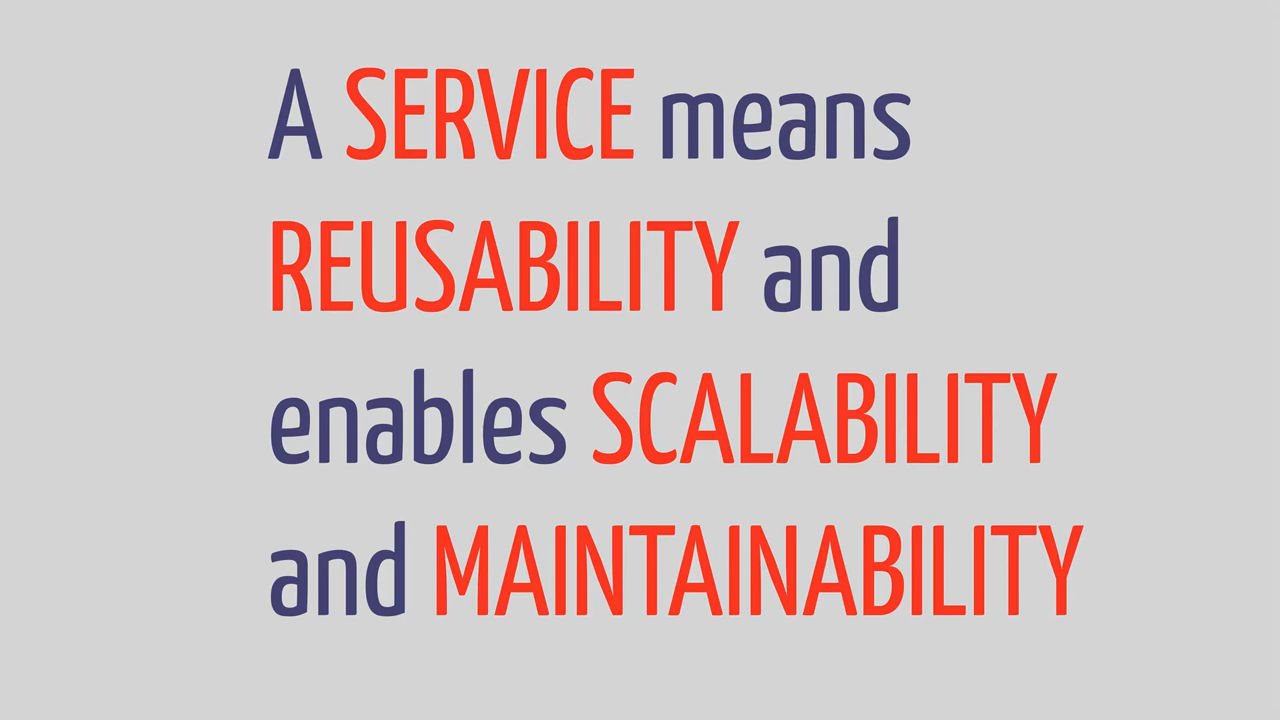 A SERVICE means
REUSABILITY and
enables SCALABILITY
and MAINTAINABILITY